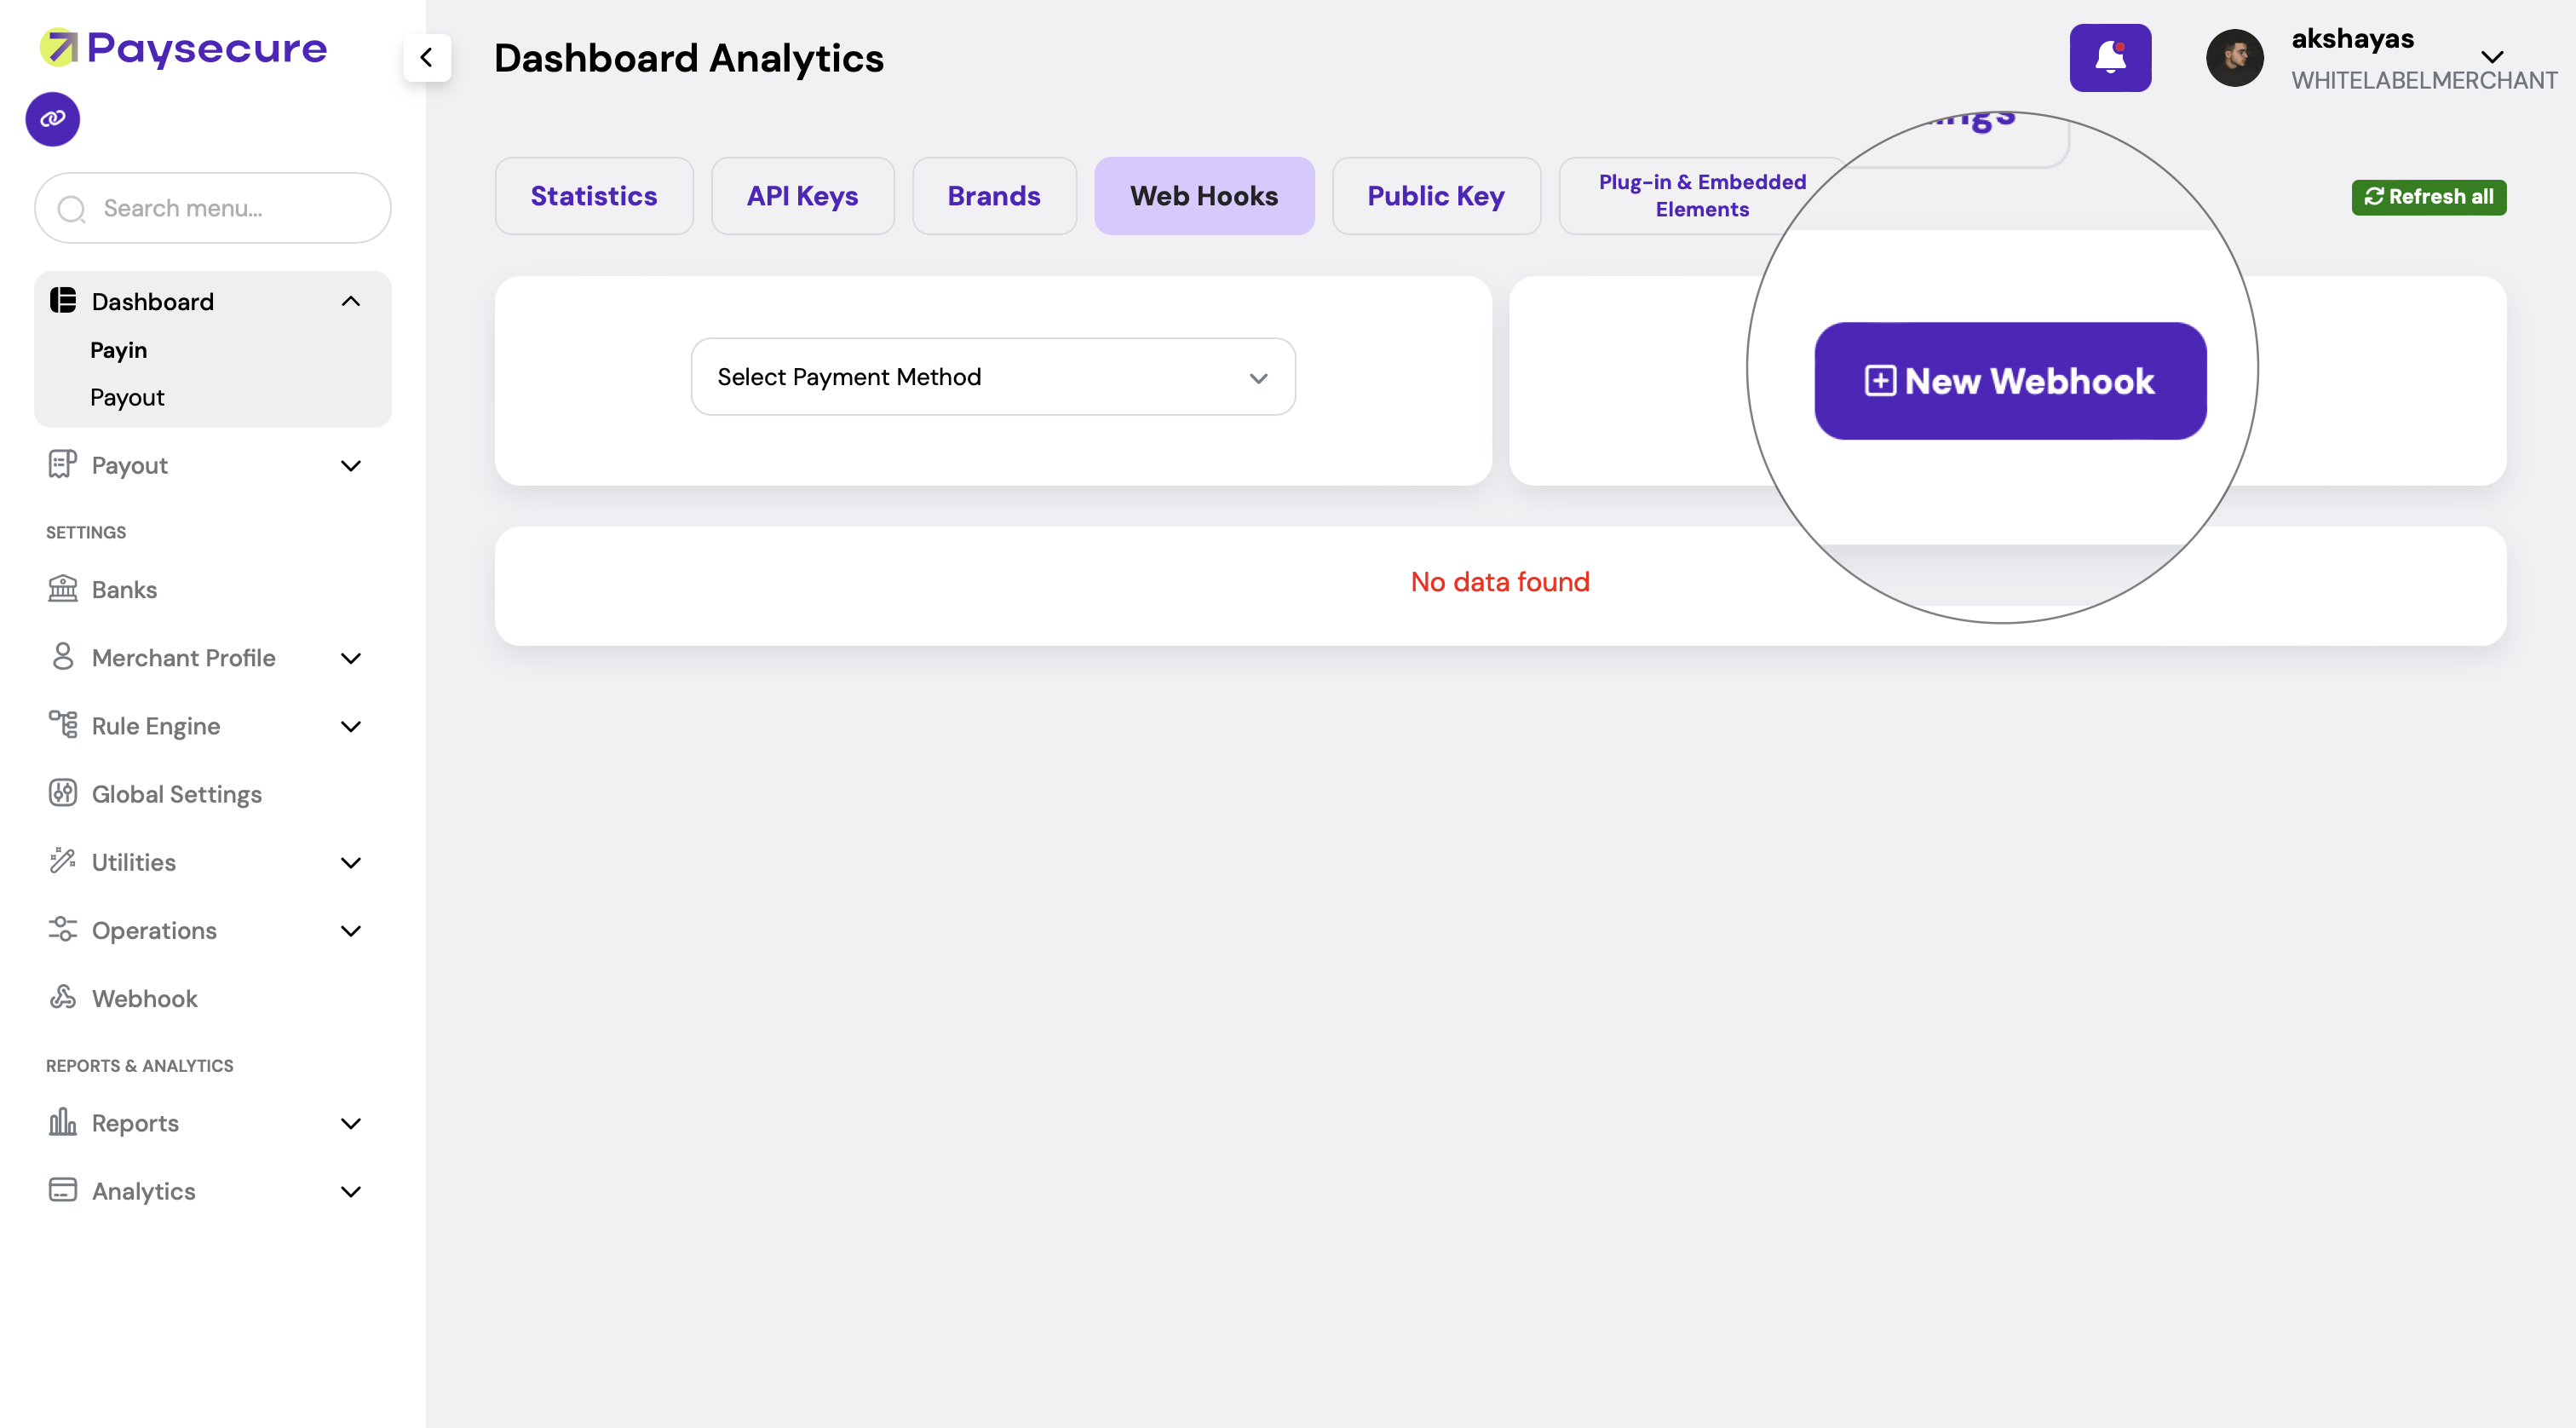 Paysecure
Search menu...
Dashboard
Payin
Payout
Payout
SETTINGS
Banks
Merchant Profile
Rule Engine
Global Settings
Utilities
Operations
Webhook
REPORTS & ANALYTICS
Reports
Analytics
Dashboard Analytics
akshayas
WHITELABELMERCHANT
Statistics
API Keys
Brands
Web Hooks
Public Key
Plug-in & Embedded
Elements
Refresh all
Select Payment Method
New Webhook
No data found